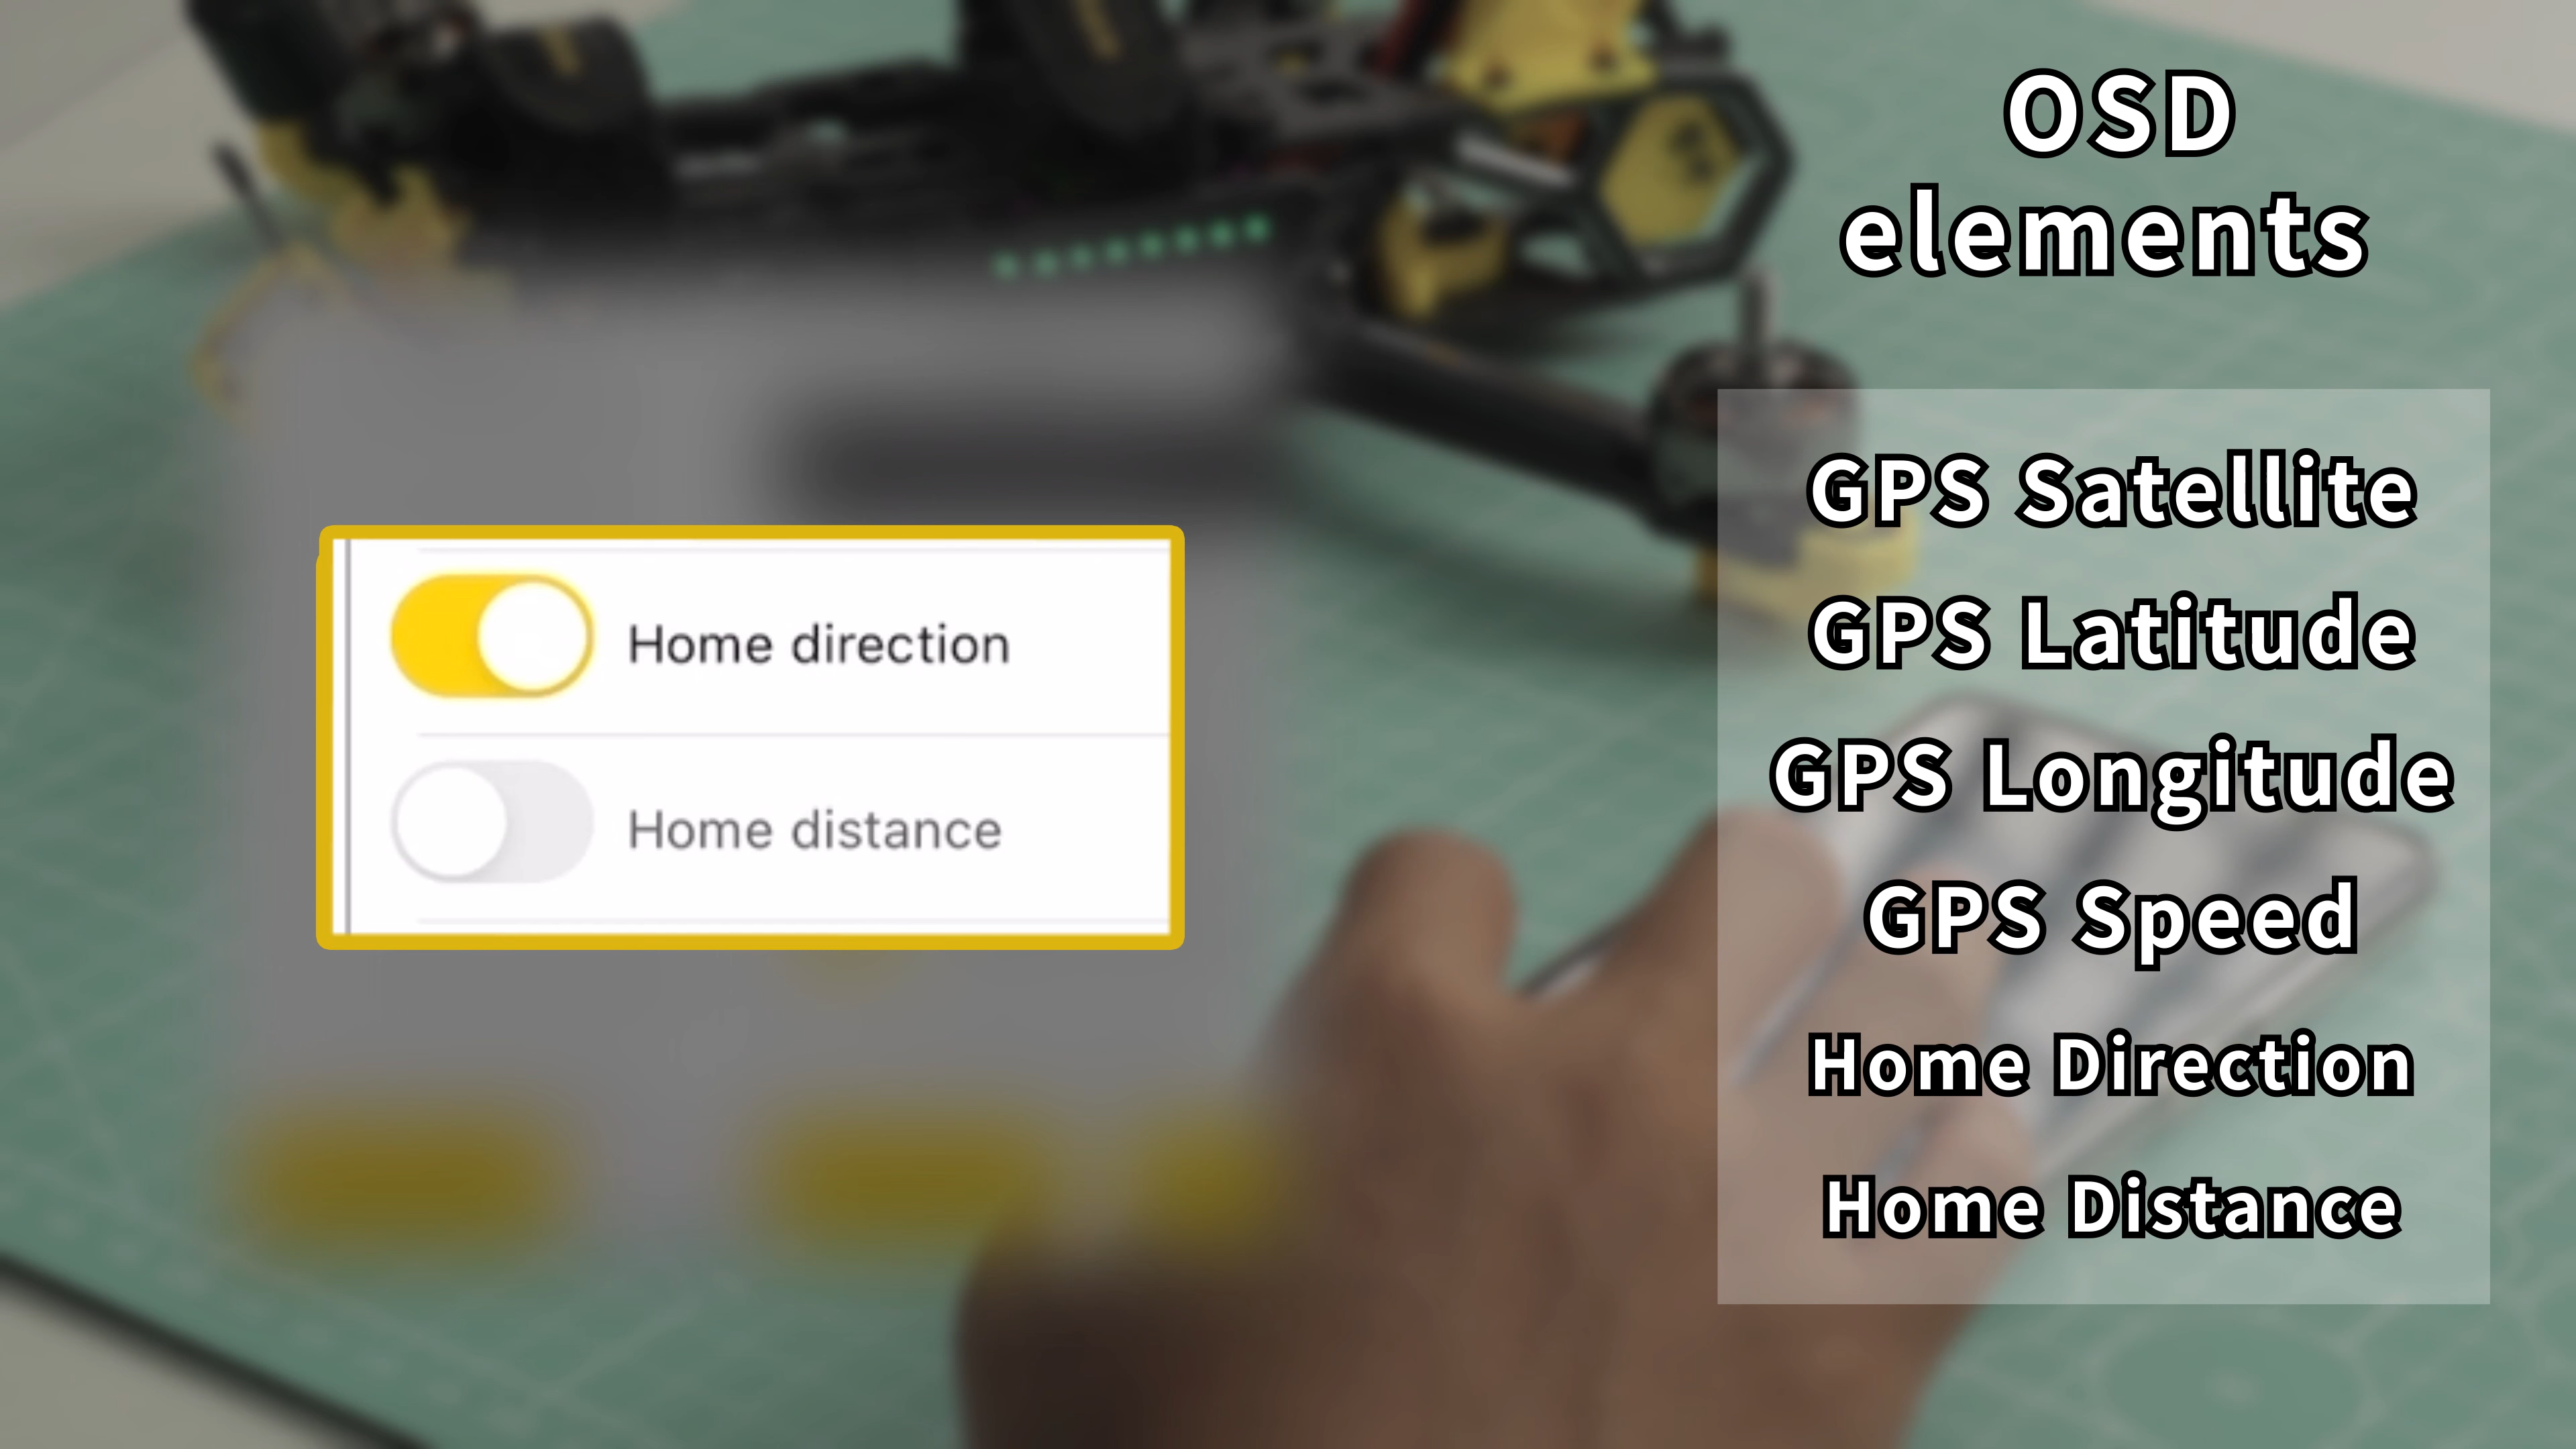 OSD
elements
Home direction
Home distance
GPS Satellite
GPS Latitude
GPS Longitude
GPS Speed
Home Direction
Home Distance